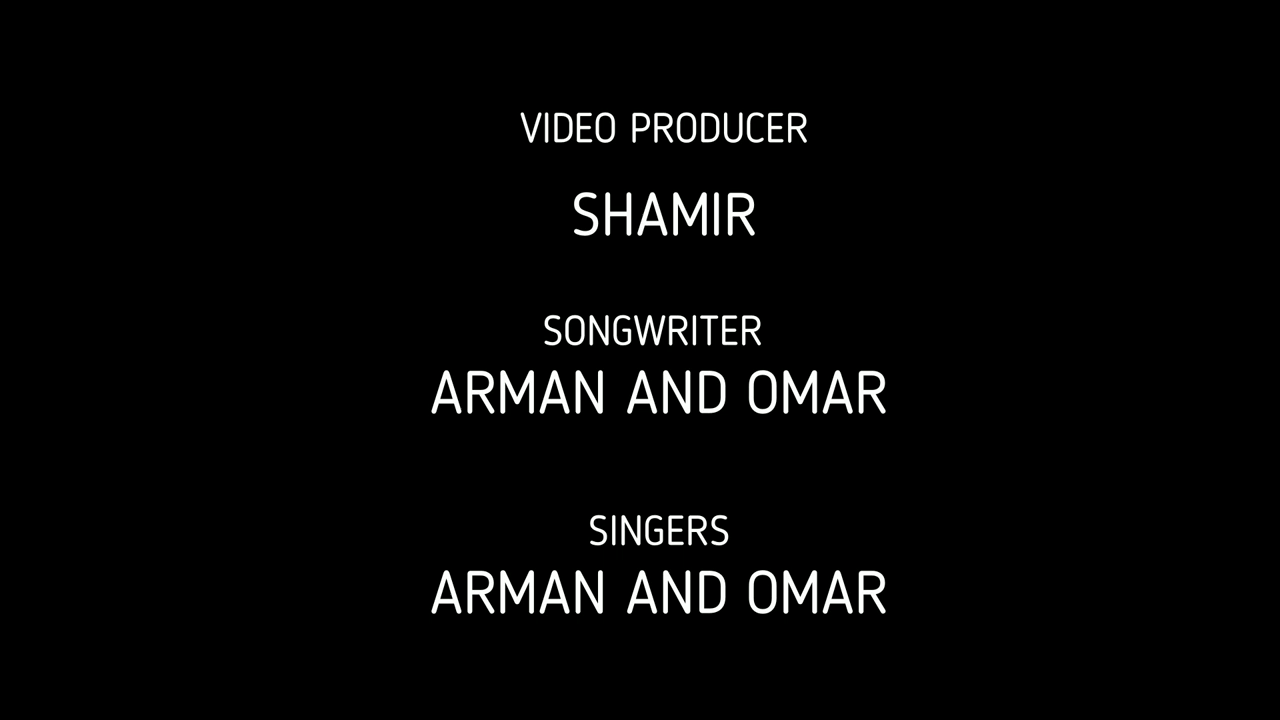 VIDEO PRODUCER
SHAMIR
SONGWRITER
ARMAN AND OMAR
SINGERS
ARMAN AND OMAR